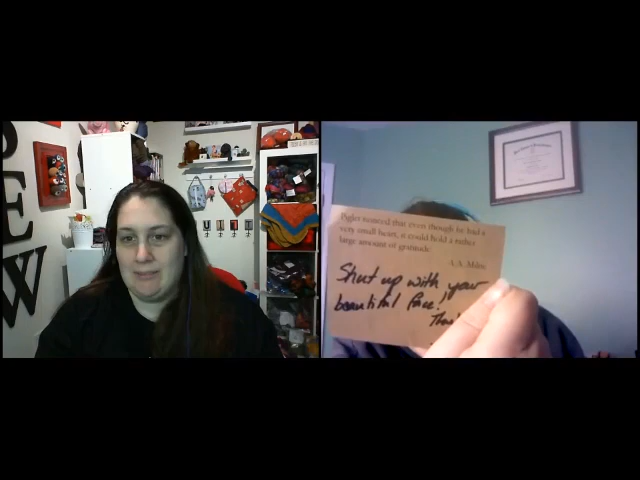 EW
Piglet noticed that even though he had a
very small heart, it could hold a rather
large amount of gratitude.
A.A. Milne
Shut up with your
beautiful face!